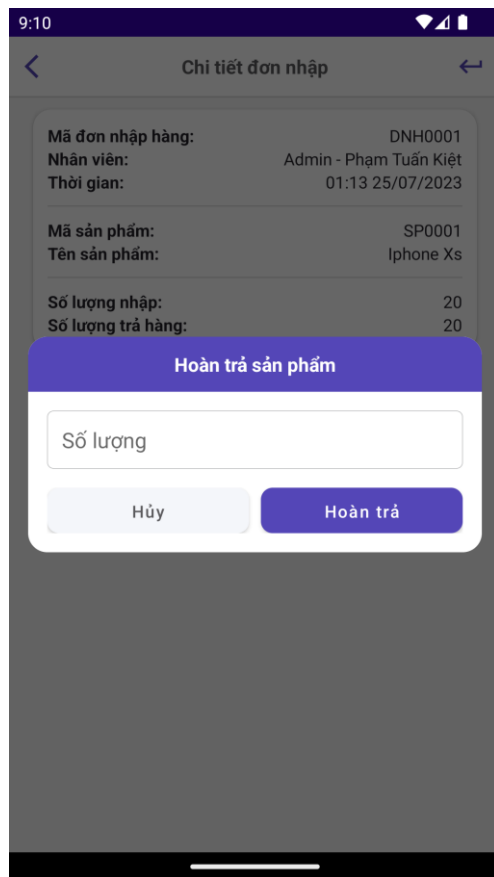 9:10
Chi tiết đơn nhập
Mã đơn nhập hàng: DNH0001
Nhân viên: Admin - Phạm Tuấn Kiệt
Thời gian: 01:13 25/07/2023
Mã sản phẩm: SP0001
Tên sản phẩm: Iphone Xs
Số lượng nhập: 20
Số lượng trả hàng: 20
Hoàn trả sản phẩm
Số lượng
Hủy Hoàn trả